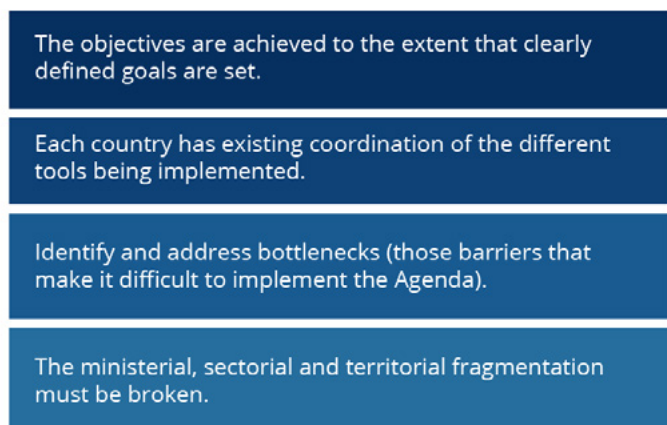 The objectives are achieved to the extent that clearly
defined goals are set.
Each country has existing coordination of the different
tools being implemented.
Identify and address bottlenecks (those barriers that
make it difficult to implement the Agenda).
The ministerial, sectorial and territorial fragmentation
must be broken.